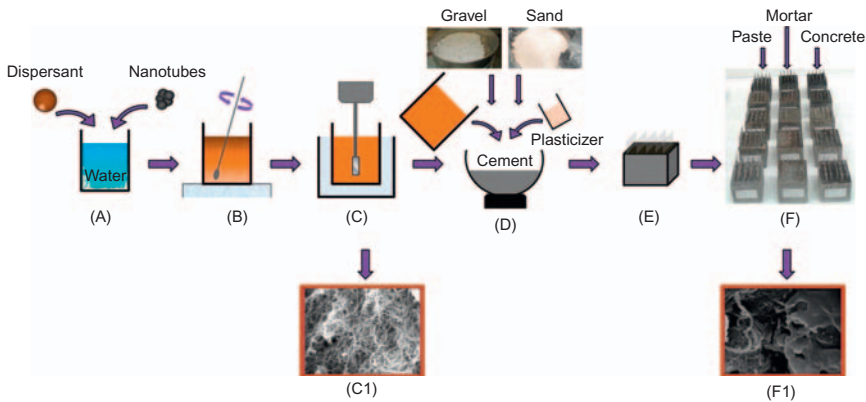 Gravel
Sand
Mortar
Paste
Concrete
Dispersant
Nanotubes
Plasticizer
Water
Cement
(A)
(B)
(C)
(D)
(E)
(F)
(C1)
(F1)